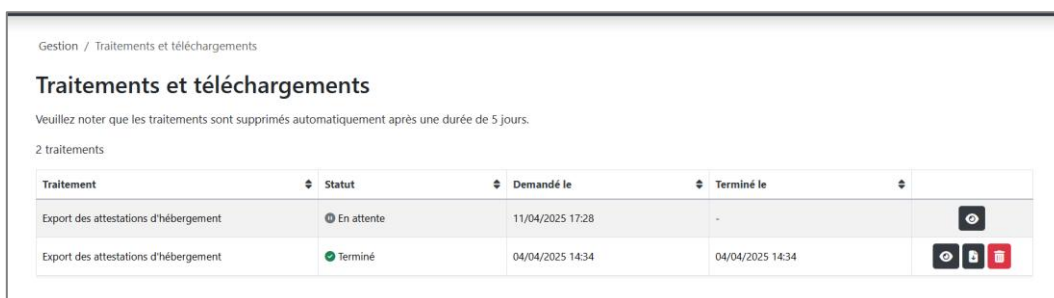 Gestion / Traitements et téléchargements
Traitements et téléchargements
Veuillez noter que les traitements sont supprimés automatiquement après une durée de 5 jours.
2 traitements
Traitement Statut Demandé le Terminé le
Export des attestations d'hébergement En attente 11/04/2025 17:28 -
Export des attestations d'hébergement Terminé 04/04/2025 14:34 04/04/2025 14:34